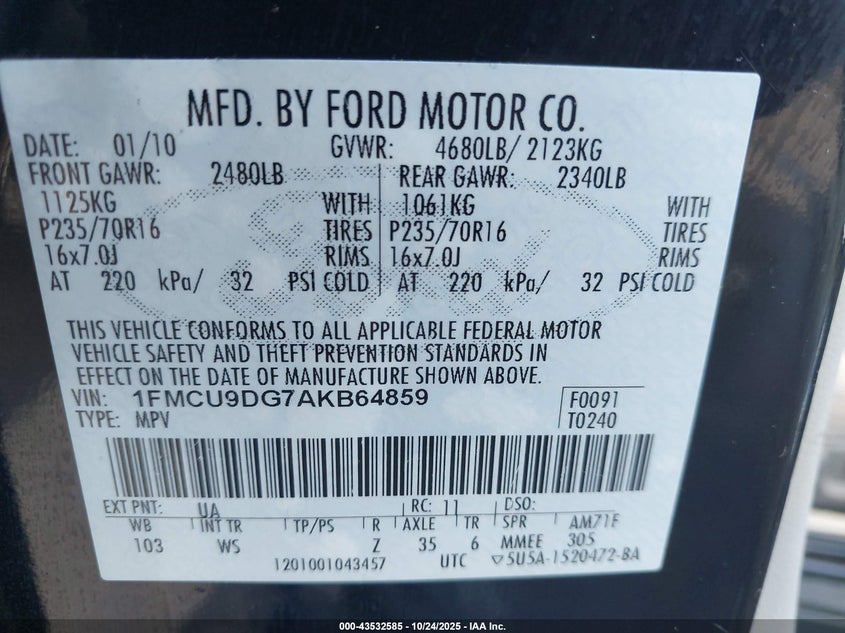 MFD. BY FORD MOTOR CO.
DATE: 01/10 GVWR: 4680LB/ 2123KG
FRONT GAWR: 2480LB REAR GAWR: 2340LB
1125KG WITH 1061KG WITH
P235/70R16 TIRES P235/70R16 TIRES
16x7.0J RIMS 16x7.0J RIMS
AT 220 kPa/ 32 PSI COLD AT 220 kPa/ 32 PSI COLD
THIS VEHICLE CONFORMS TO ALL APPLICABLE FEDERAL MOTOR
VEHICLE SAFETY AND THEFT PREVENTION STANDARDS IN
EFFECT ON THE DATE OF MANUFACTURE SHOWN ABOVE.
VIN: 1FMCU9DG7AKB64859 F0091
TYPE: MPV T0240
EXT PNT: UA RC: 11 DSO:
WB INT TR TP/PS R AXLE TR SPR AM71F
103 WS Z 35 6 MMEE 305
1201001043457 UTC ▽5U5A-1520472-BA
000-43532585 - 10/24/2025 - IAA Inc.